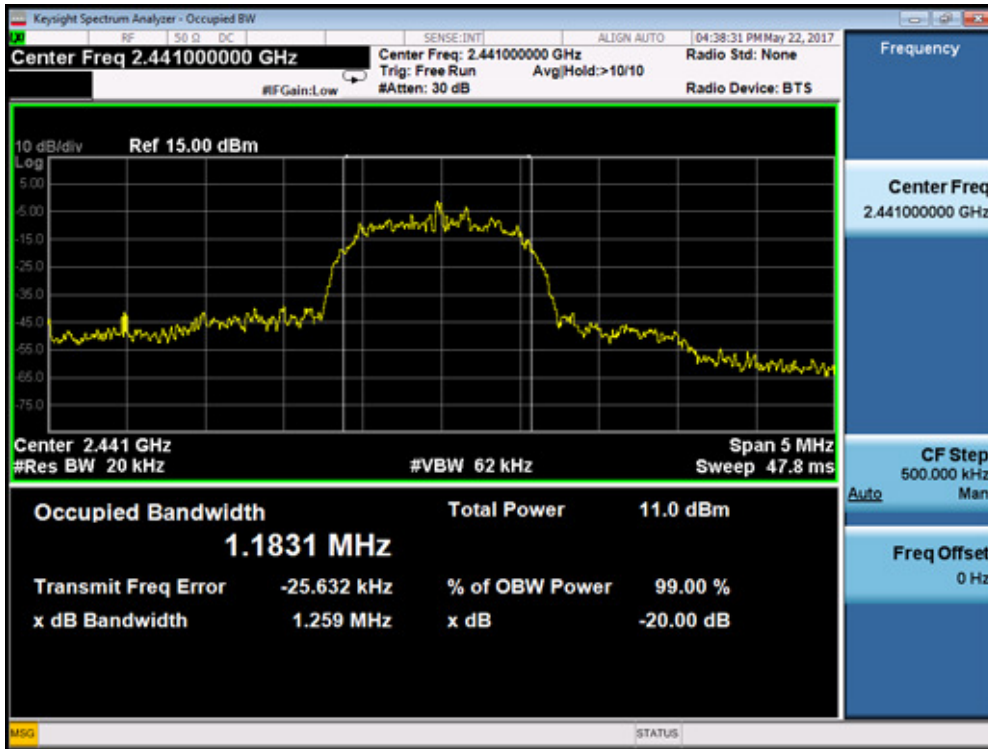 Keysight Spectrum Analyzer - Occupied BW
LXI RF 50 Ω DC SENSE:INT ALIGN AUTO 04:38:31 PM May 22, 2017
Center Freq 2.441000000 GHz
Center Freq: 2.441000000 GHz
Radio Std: None
Trig: Free Run Avg|Hold:>10/10
#IFGain:Low
#Atten: 30 dB
Radio Device: BTS
10 dB/div Ref 15.00 dBm
Log
5.00
-5.00
-15.0
-25.0
-35.0
-45.0
-55.0
-65.0
-75.0
Center 2.441 GHz
Span 5 MHz
#Res BW 20 kHz
#VBW 62 kHz
Sweep 47.8 ms
Occupied Bandwidth
Total Power 11.0 dBm
1.1831 MHz
Transmit Freq Error -25.632 kHz
% of OBW Power 99.00 %
x dB Bandwidth 1.259 MHz
x dB -20.00 dB
MSG
STATUS
Frequency
Center Freq
2.441000000 GHz
CF Step
500.000 kHz
Auto Man
Freq Offset
0 Hz